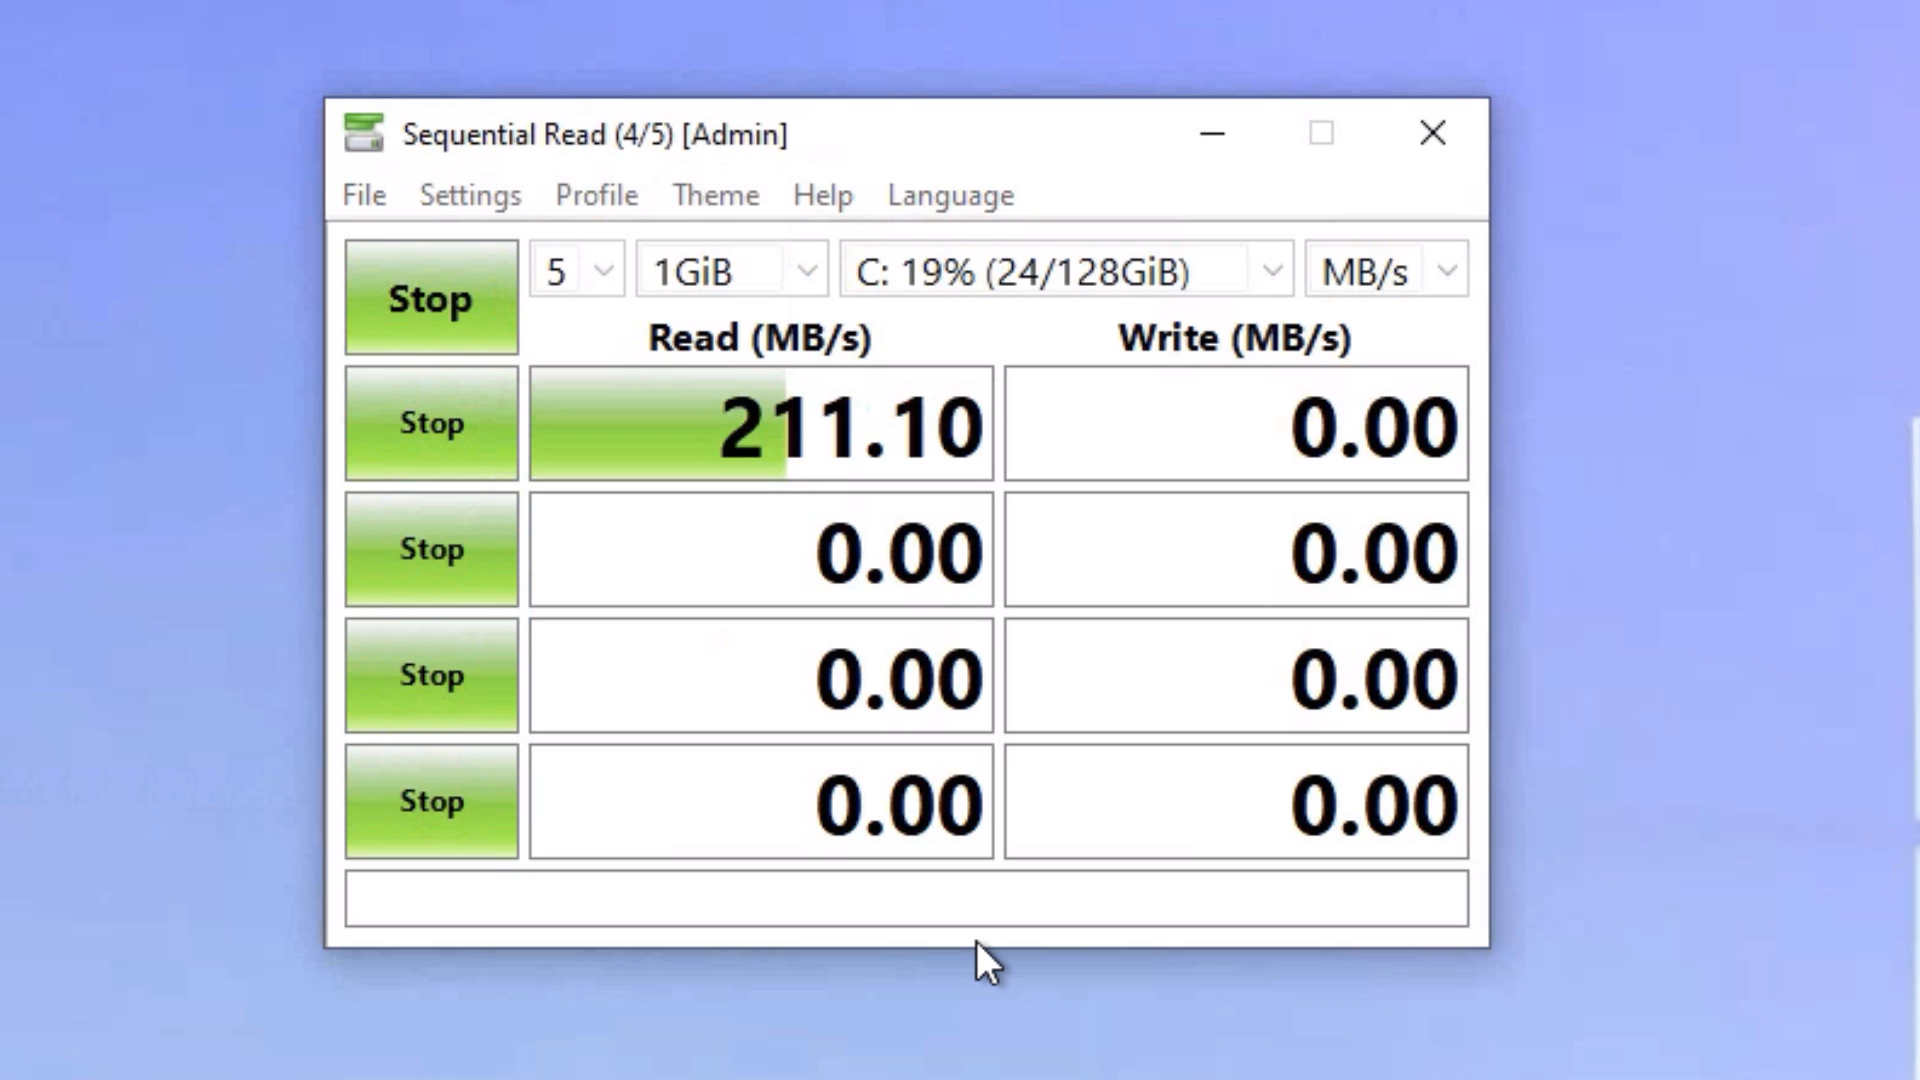 Sequential Read (4/5) [Admin]
File Settings Profile Theme Help Language
Stop 5 1GiB C: 19% (24/128GiB) MB/s
Read (MB/s) Write (MB/s)
Stop 211.10 0.00
Stop 0.00 0.00
Stop 0.00 0.00
Stop 0.00 0.00